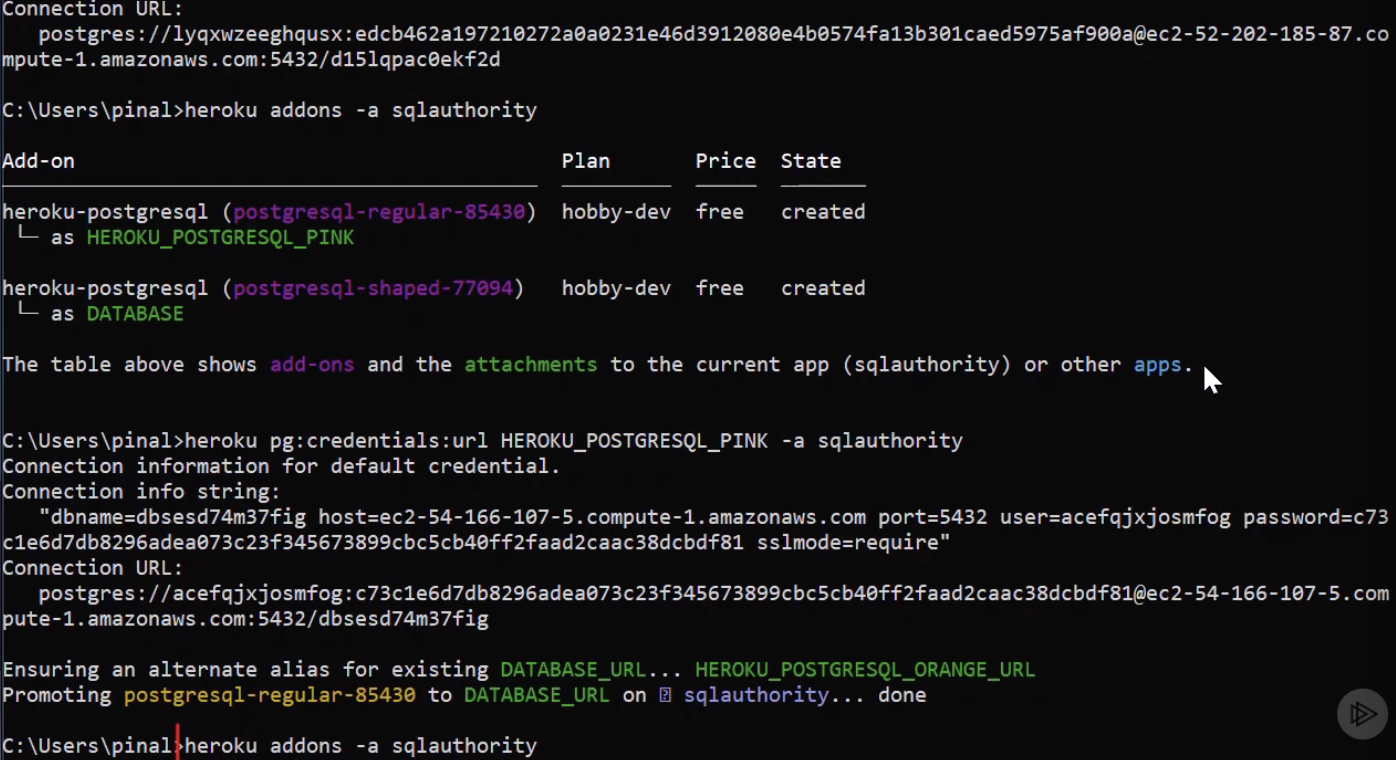 Connection URL:
postgres://lyqxwzeeghqusx:edcb462a197210272a0a0231e46d3912080e4b0574fa13b301caed5975af900a@ec2-52-202-185-87.co
mpute-1.amazonaws.com:5432/d15lqpac0ekf2d
C:\Users\pinal>heroku addons -a sqlauthority
Add-on Plan Price State
heroku-postgresql (postgresql-regular-85430) hobby-dev free created
└─ as HEROKU_POSTGRESQL_PINK
heroku-postgresql (postgresql-shaped-77094) hobby-dev free created
└─ as DATABASE
The table above shows add-ons and the attachments to the current app (sqlauthority) or other apps.
C:\Users\pinal>heroku pg:credentials:url HEROKU_POSTGRESQL_PINK -a sqlauthority
Connection information for default credential.
Connection info string:
"dbname=dbsesd74m37fig host=ec2-54-166-107-5.compute-1.amazonaws.com port=5432 user=acefqjxjosmfog password=c73
c1e6d7db8296adea073c23f345673899cbc5cb40ff2faad2caac38dcbdf81 sslmode=require"
Connection URL:
postgres://acefqjxjosmfog:c73c1e6d7db8296adea073c23f345673899cbc5cb40ff2faad2caac38dcbdf81@ec2-54-166-107-5.com
pute-1.amazonaws.com:5432/dbsesd74m37fig
Ensuring an alternate alias for existing DATABASE_URL... HEROKU_POSTGRESQL_ORANGE_URL
Promoting postgresql-regular-85430 to DATABASE_URL on ⍰ sqlauthority... done
C:\Users\pinal>heroku addons -a sqlauthority